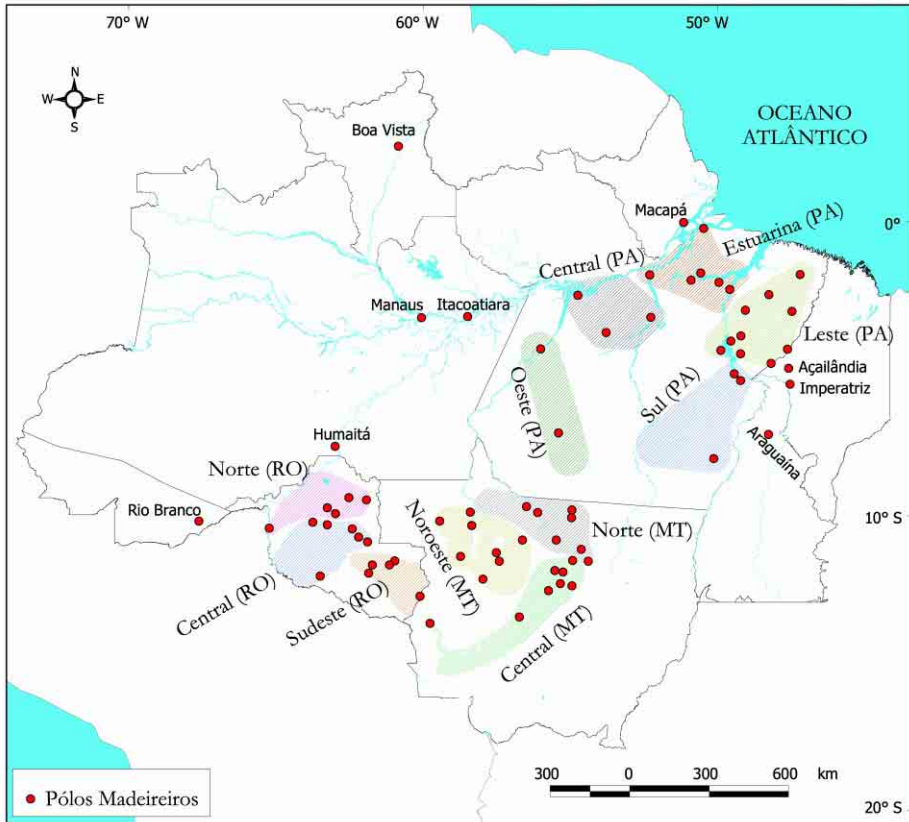 70° W
60° W
50° W
N
W
E
S
OCEANO
ATLÂNTICO
Boa Vista
Macapá
0°
Estuarina (PA)
Central (PA)
Manaus
Itacoatiara
Leste (PA)
Açailândia
Imperatriz
Oeste (PA)
Sul (PA)
Araguaína
Humaitá
Norte (RO)
Rio Branco
10° S
Noroeste (MT)
Norte (MT)
Central (RO)
Sudeste (RO)
Central (MT)
300
0
300
600
km
Pólos Madeireiros
20° S